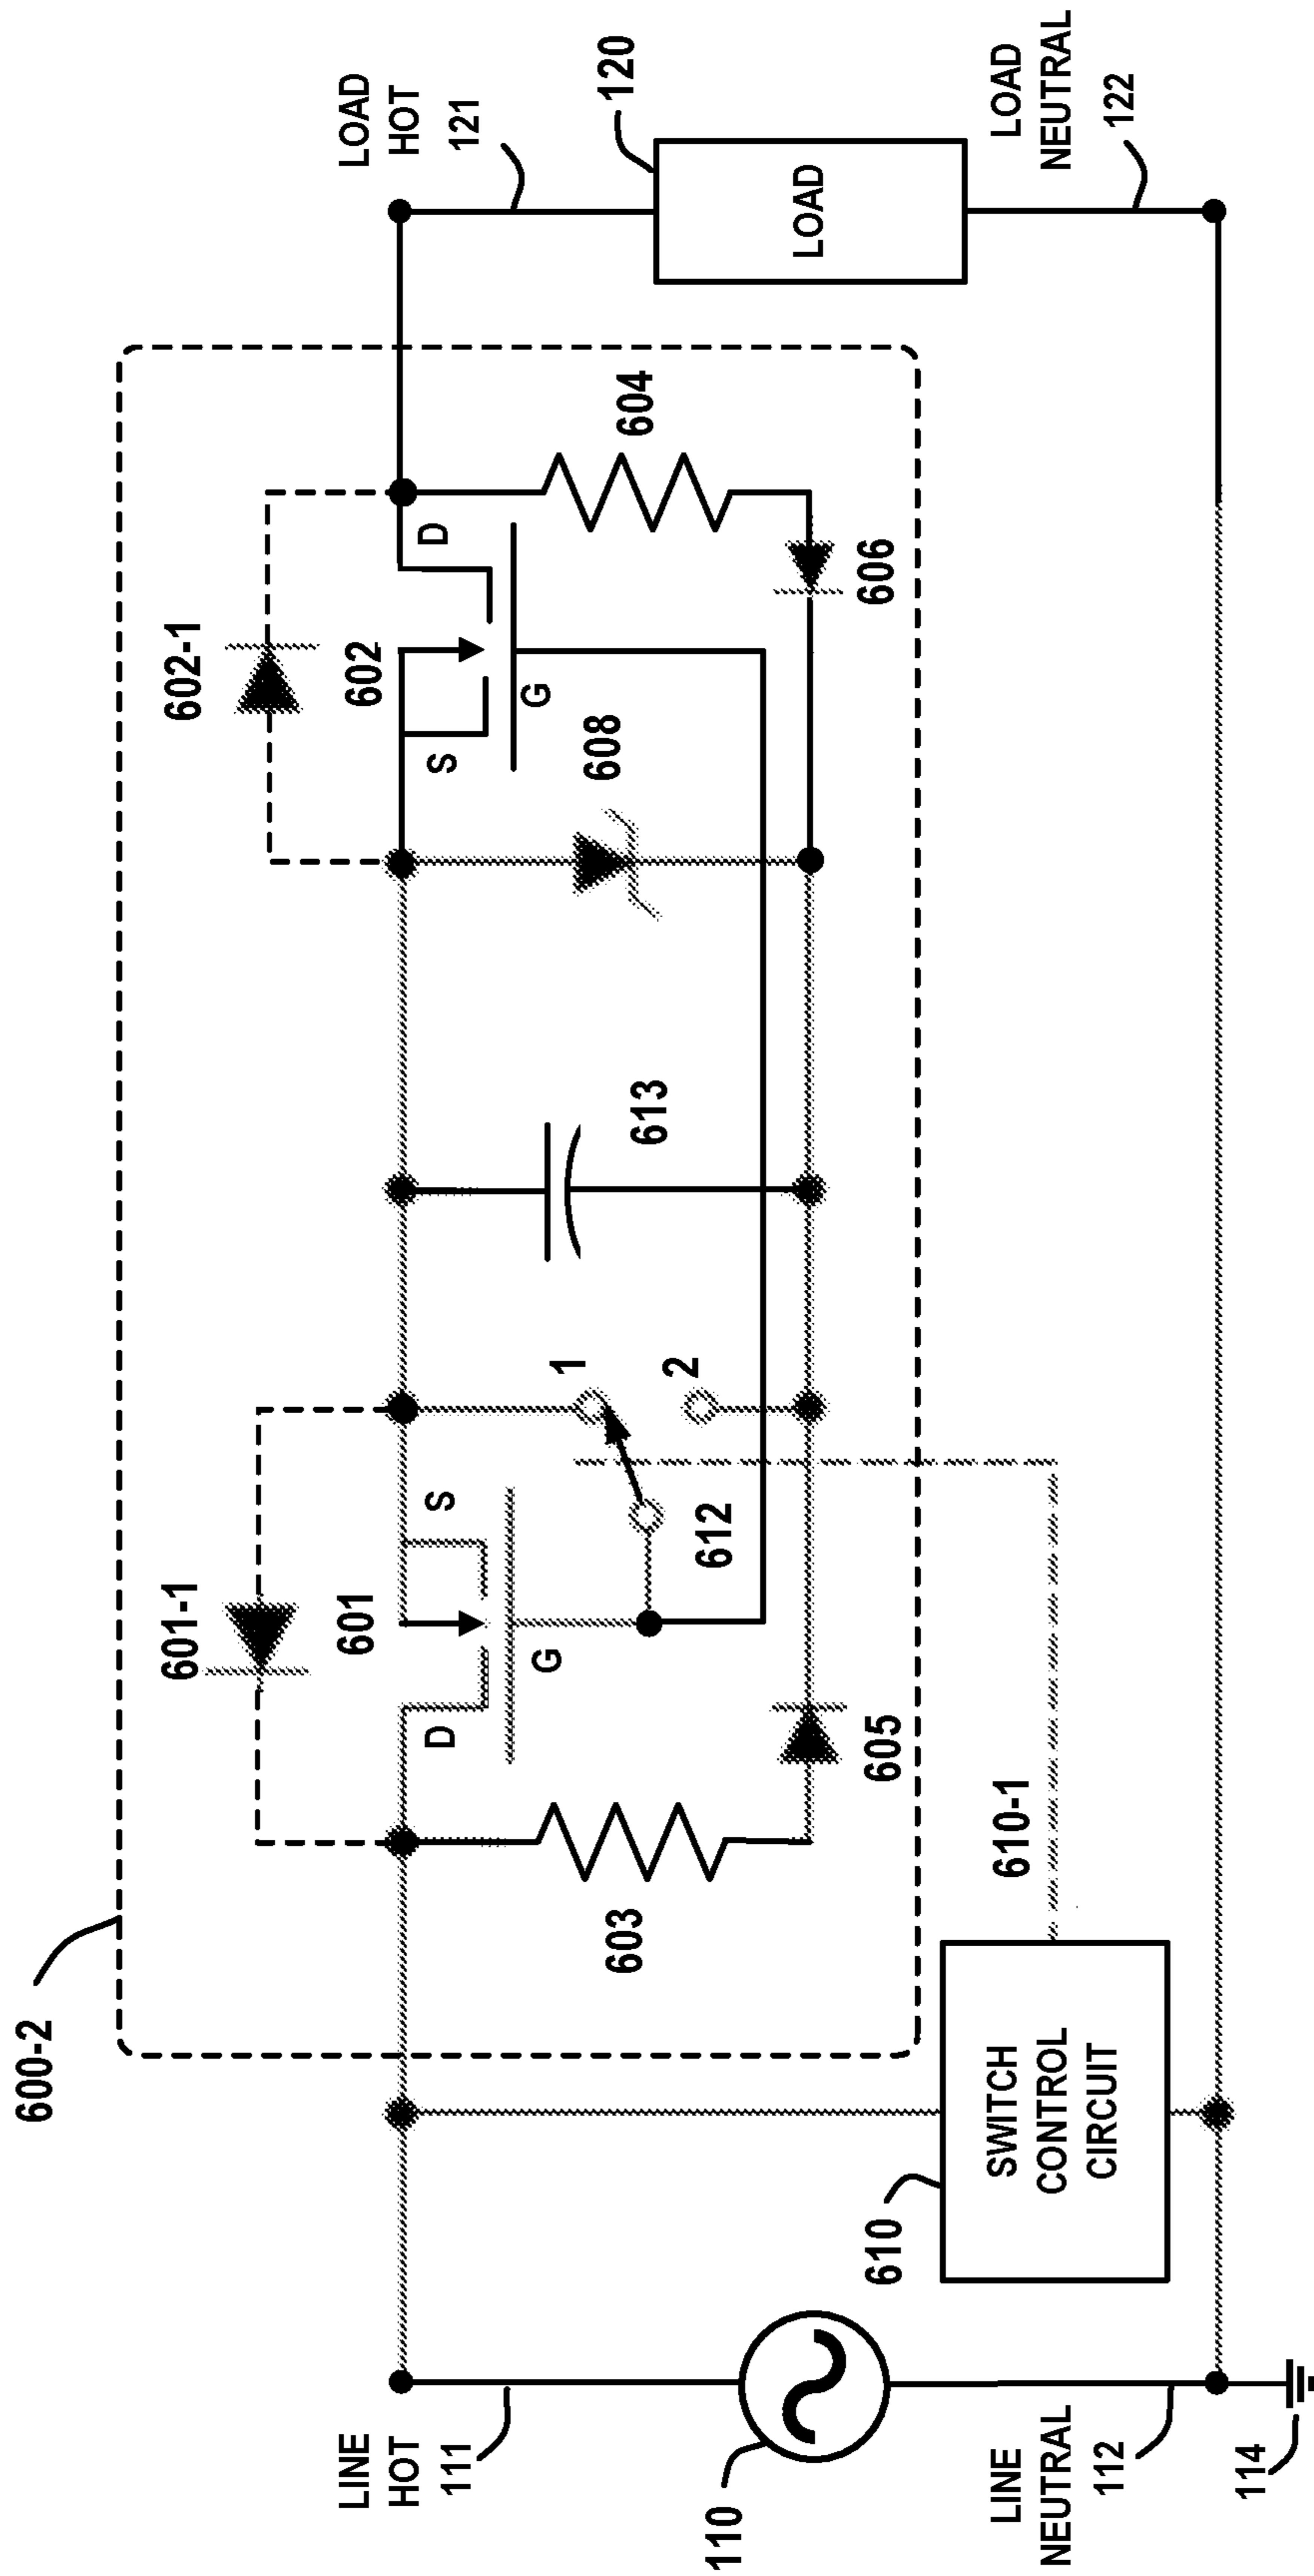 600-2
601-1
602-1
LINE
HOT
111
LOAD
HOT
121
601
602
D
S
S
D
G
G
1
2
603
612
613
608
604
605
606
120
LOAD
110
610
SWITCH
CONTROL
CIRCUIT
610-1
LINE
NEUTRAL
112
LOAD
NEUTRAL
122
114